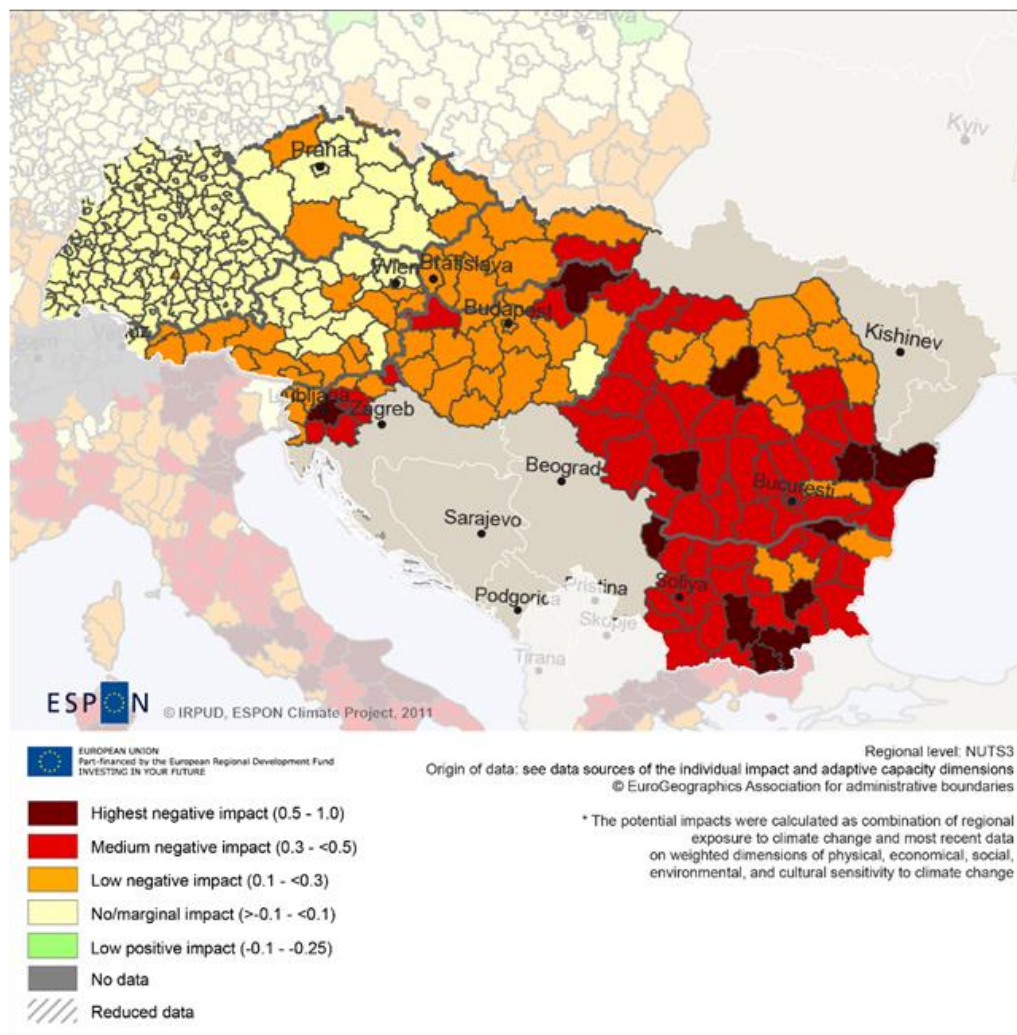 Warszawa
Kyiv
Praha
Wien
Bratislava
Budapest
Kishinev
Ljubljana
Zagreb
Beograd
Bucuresti
Sarajevo
Podgorica
Pristina
Sofiya
Skopje
Tirana
ESPON
© IRPUD, ESPON Climate Project, 2011
EUROPEAN UNION
Part-financed by the European Regional Development Fund
INVESTING IN YOUR FUTURE
Regional level: NUTS3
Origin of data: see data sources of the individual impact and adaptive capacity dimensions
© EuroGeographics Association for administrative boundaries
* The potential impacts were calculated as combination of regional
exposure to climate change and most recent data
on weighted dimensions of physical, economical, social,
environmental, and cultural sensitivity to climate change
Highest negative impact (0.5 - 1.0)
Medium negative impact (0.3 - <0.5)
Low negative impact (0.1 - <0.3)
No/marginal impact (>-0.1 - <0.1)
Low positive impact (-0.1 - -0.25)
No data
Reduced data